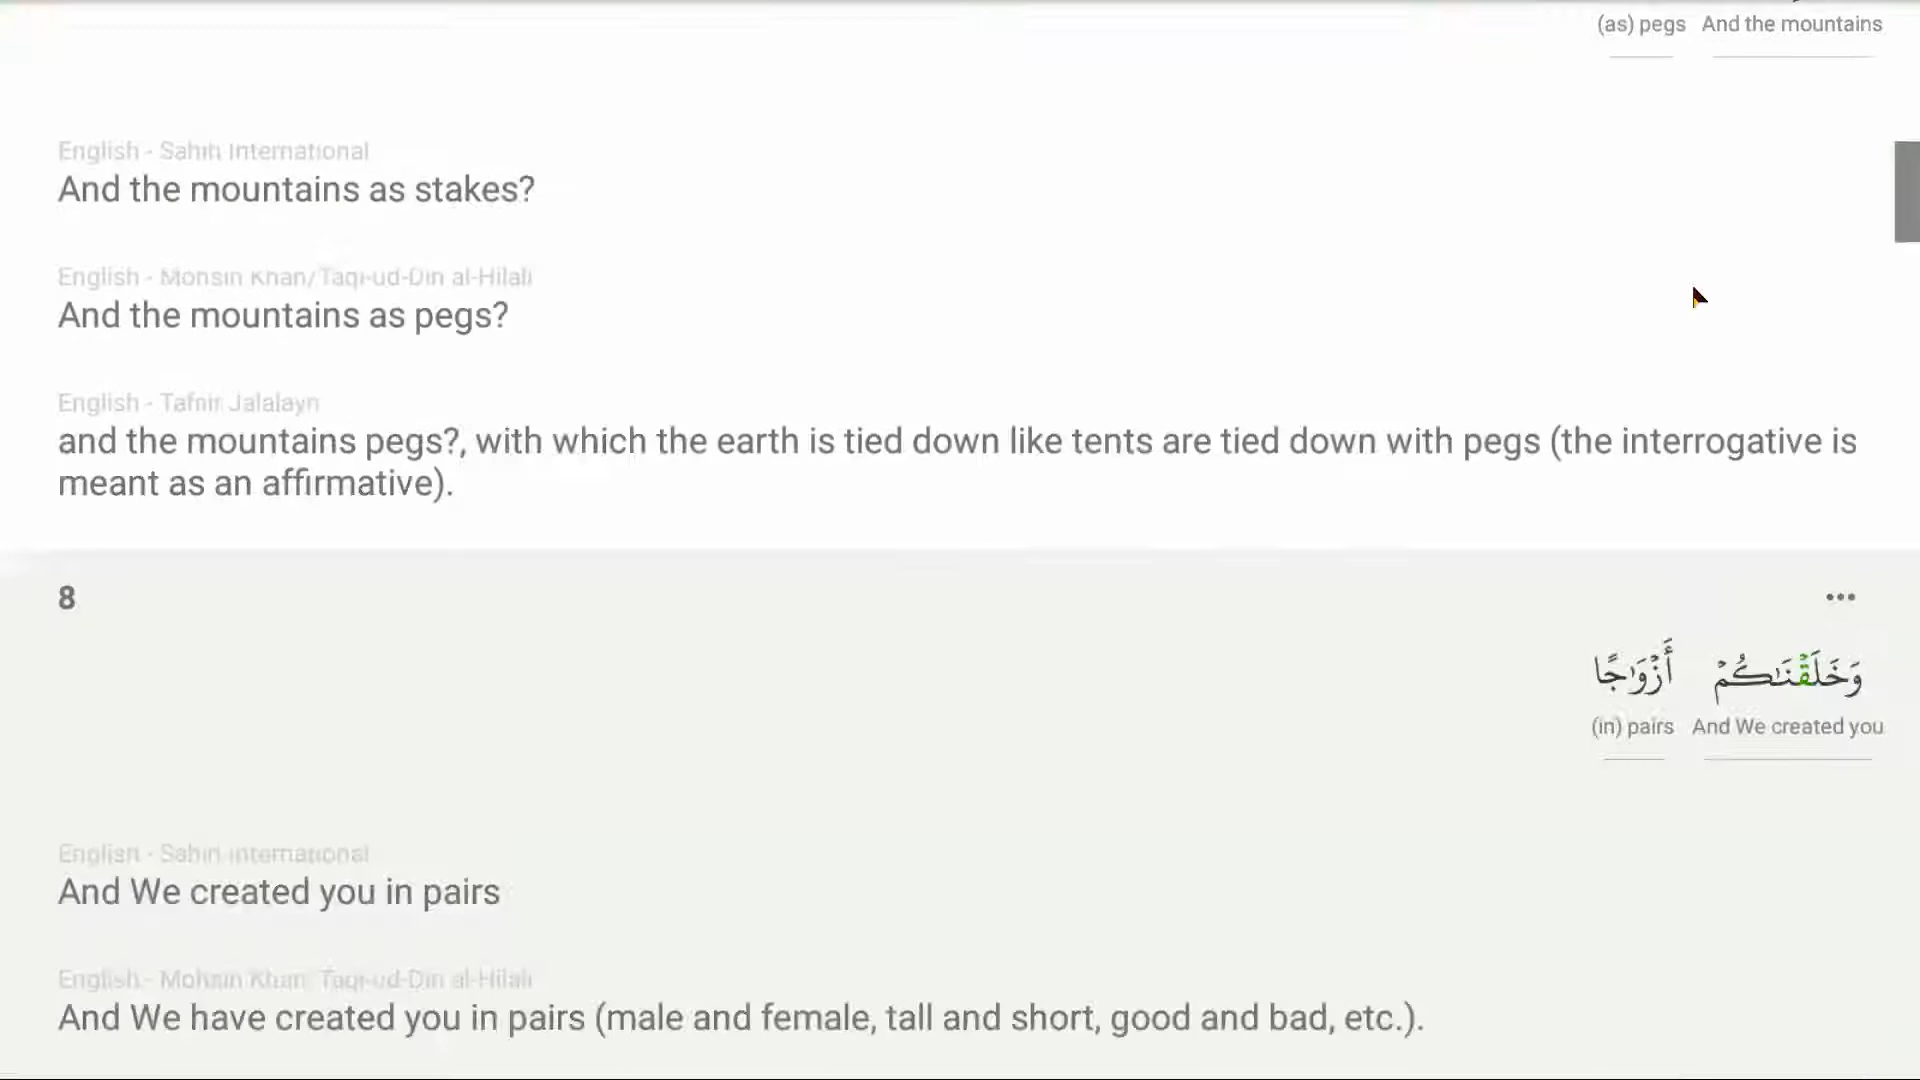 (as) pegs And the mountains
English - Sahih International
And the mountains as stakes?
English - Mohsin Khan/Taqi-ud-Din al-Hilali
And the mountains as pegs?
English - Tafsir Jalalayn
and the mountains pegs?, with which the earth is tied down like tents are tied down with pegs (the interrogative is
meant as an affirmative).
8
وَخَلَقْنَـٰكُمْ أَزْوَٰجًا
(in) pairs And We created you
English - Sahih International
And We created you in pairs
English - Mohsin Khan/Taqi-ud-Din al-Hilali
And We have created you in pairs (male and female, tall and short, good and bad, etc.).